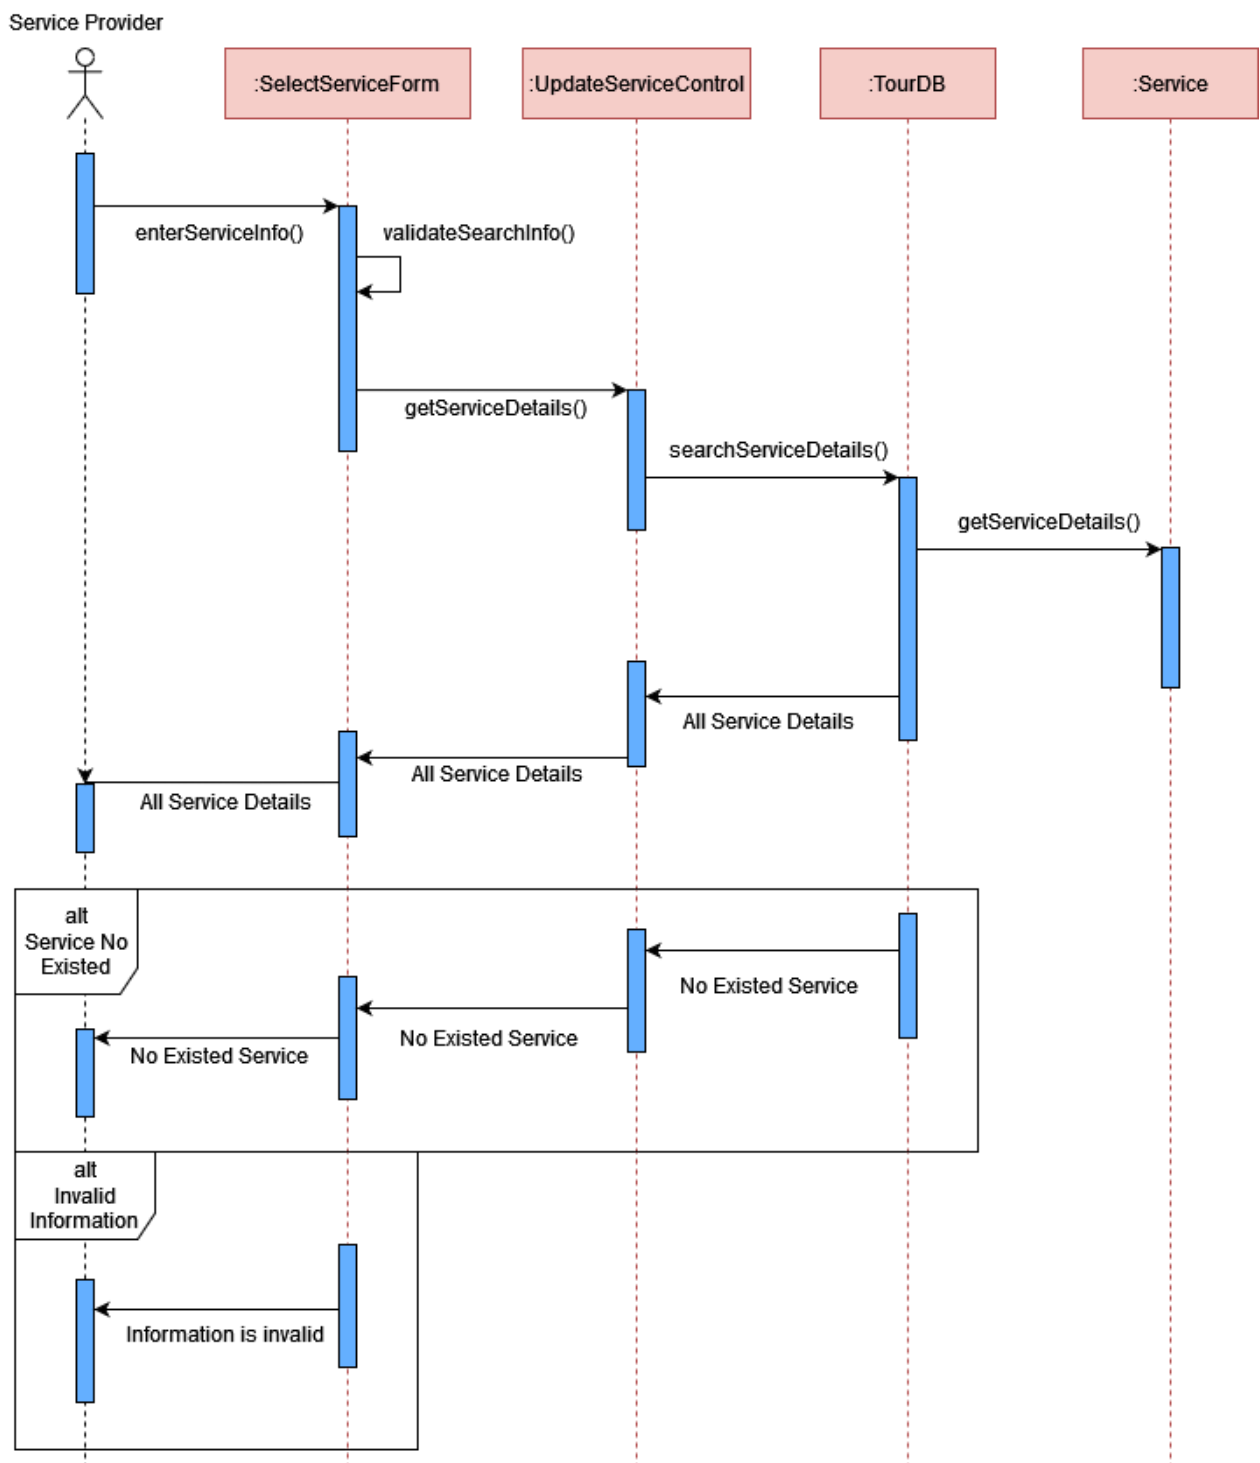 Service Provider
:SelectServiceForm
:UpdateServiceControl
:TourDB
:Service
enterServiceInfo()
validateSearchInfo()
getServiceDetails()
searchServiceDetails()
getServiceDetails()
All Service Details
All Service Details
All Service Details
alt
Service No
Existed
No Existed Service
No Existed Service
No Existed Service
alt
Invalid
Information
Information is invalid